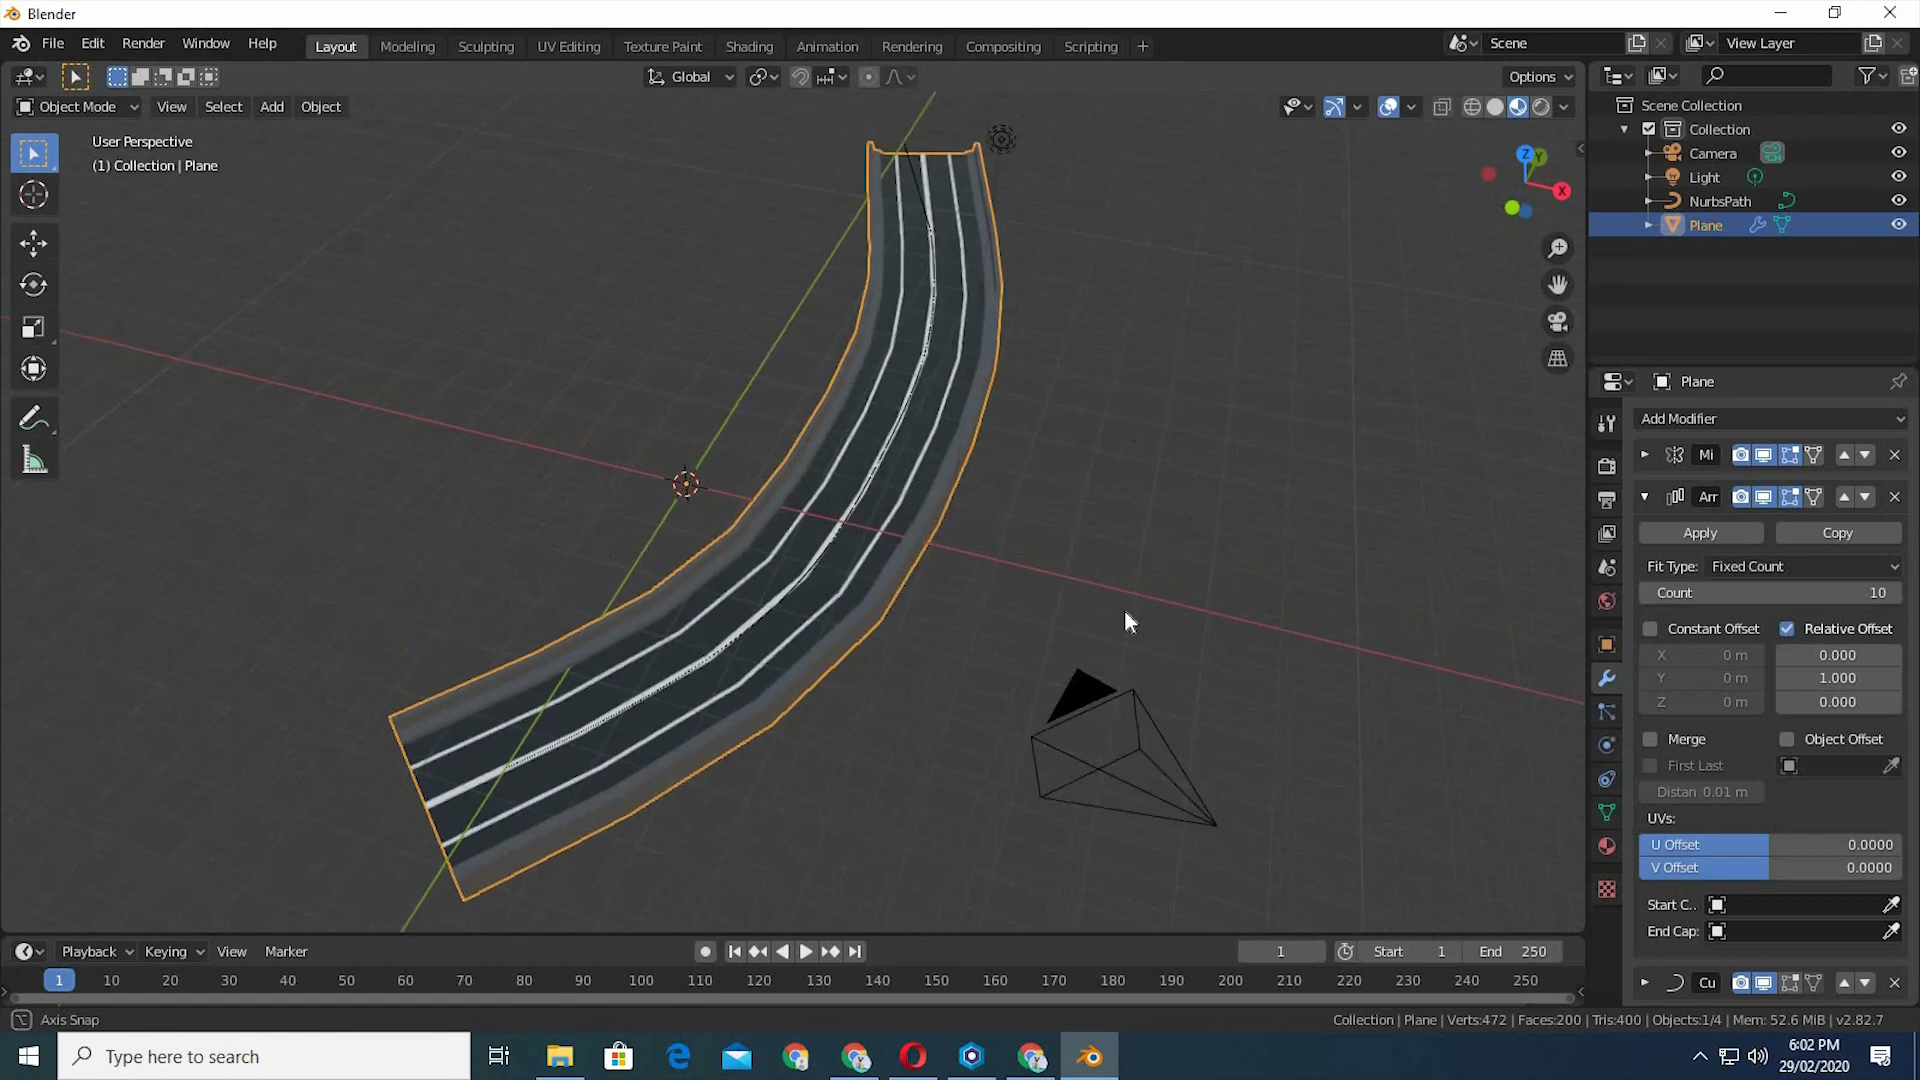 Blender
File Edit Render Window Help Layout Modeling Sculpting UV Editing Texture Paint Shading Animation Rendering Compositing Scripting + Scene View Layer
Global Options
Object Mode View Select Add Object
User Perspective
(1) Collection | Plane
Z Y
X
Scene Collection
Collection
Camera
Light
NurbsPath
Plane
Plane
Add Modifier
Mi
Arr
Apply Copy
Fit Type: Fixed Count
Count 10
Constant Offset Relative Offset
X 0 m 0.000
Y 0 m 1.000
Z 0 m 0.000
Merge Object Offset
First Last
Distan 0.01 m
UVs:
U Offset 0.0000
V Offset 0.0000
Start C..
End Cap:
Cu
Playback Keying View Marker 1 Start 1 End 250
1 10 20 30 40 50 60 70 80 90 100 110 120 130 140 150 160 170 180 190 200 210 220 230 240 250
Axis Snap Collection | Plane | Verts:472 | Faces:200 | Tris:400 | Objects:1/4 | Mem: 52.6 MiB | v2.82.7
Type here to search
6:02 PM
29/02/2020